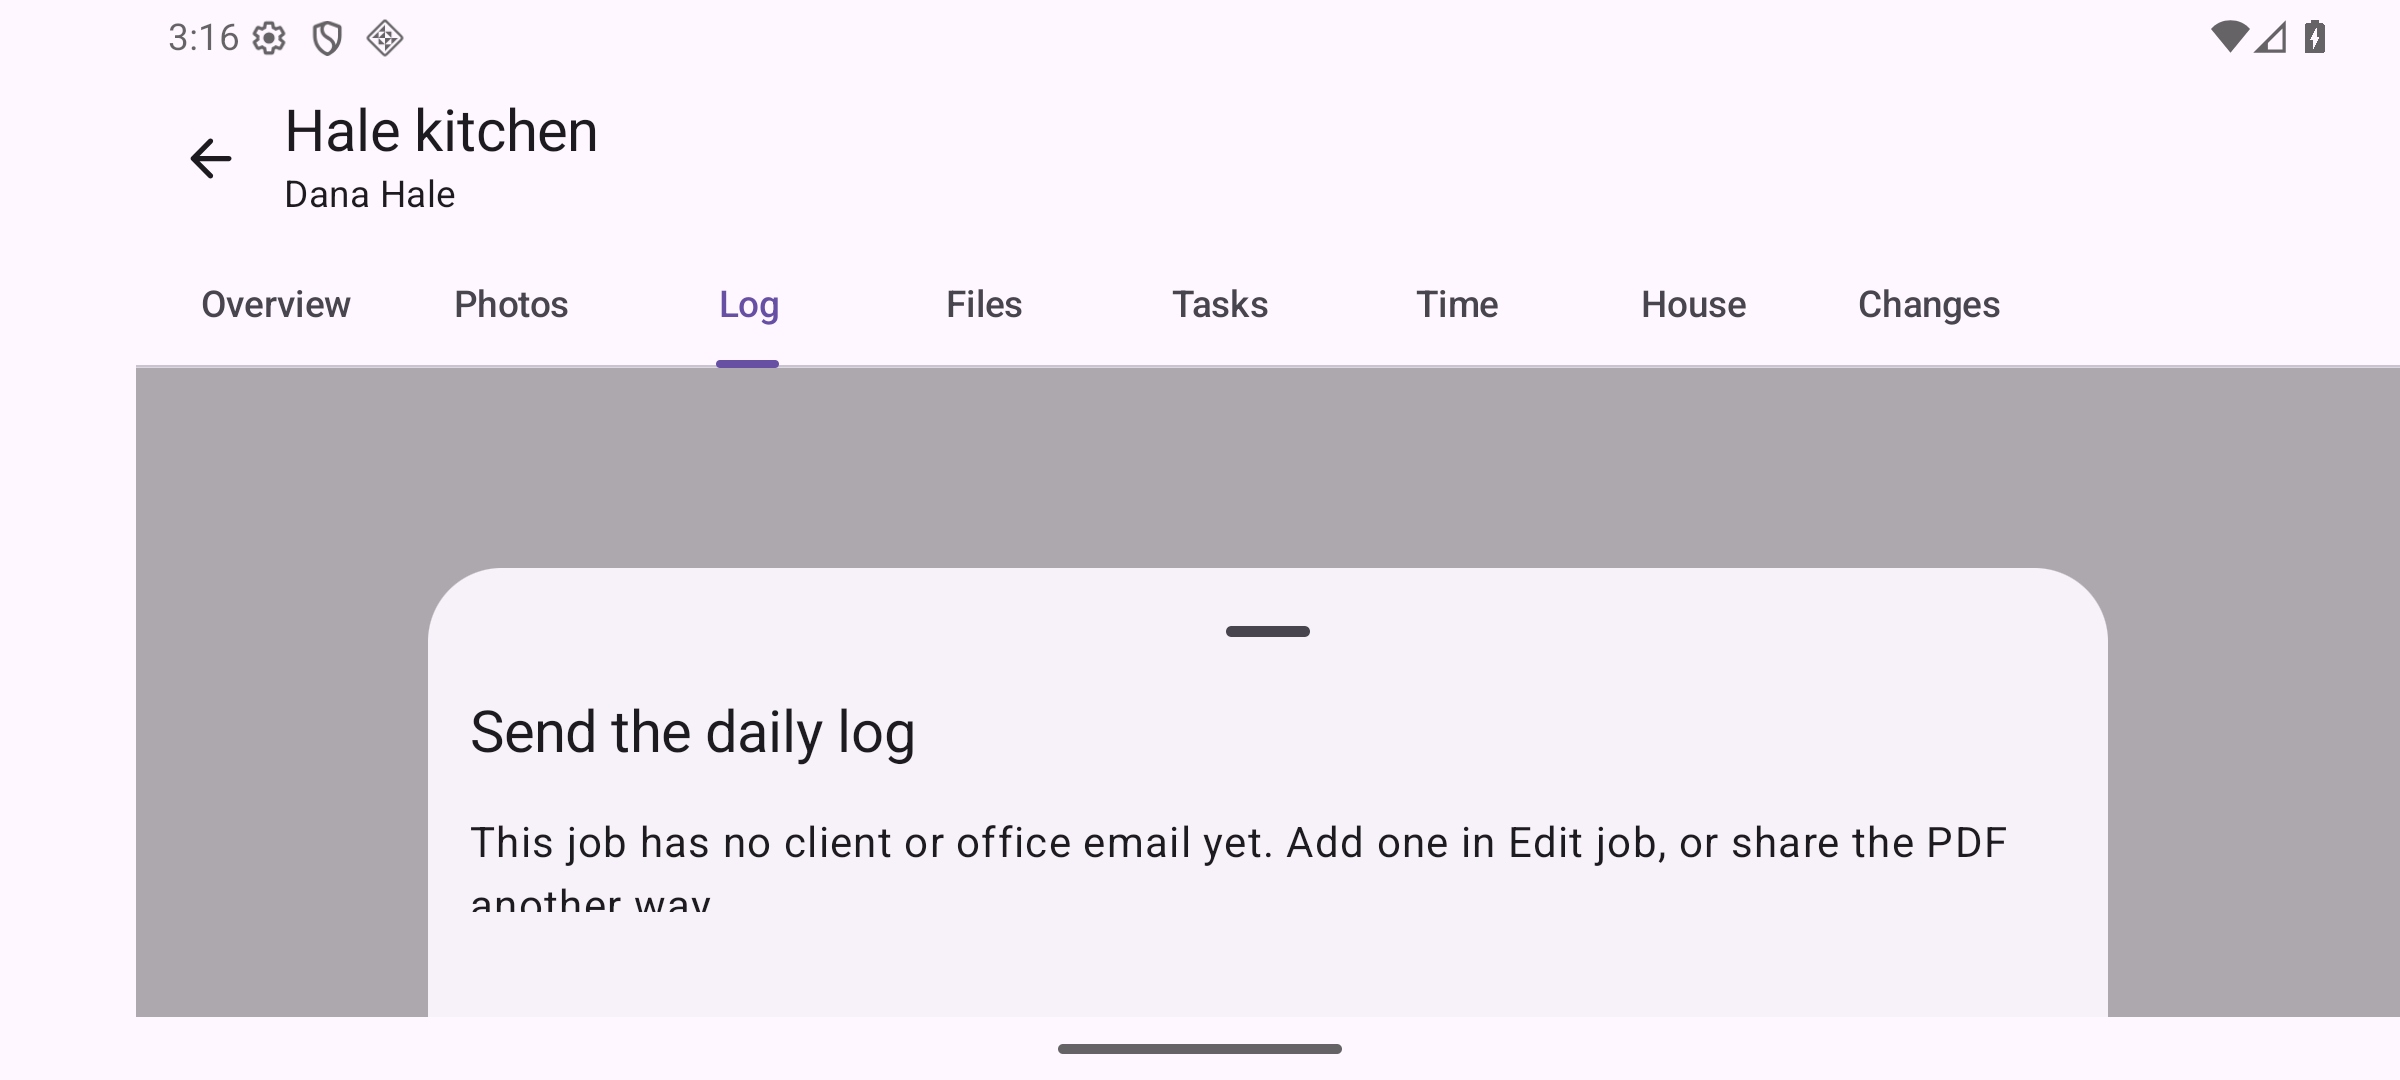 3:16
Hale kitchen
Dana Hale
Overview Photos Log Files Tasks Time House Changes
Send the daily log
This job has no client or office email yet. Add one in Edit job, or share the PDF
another way